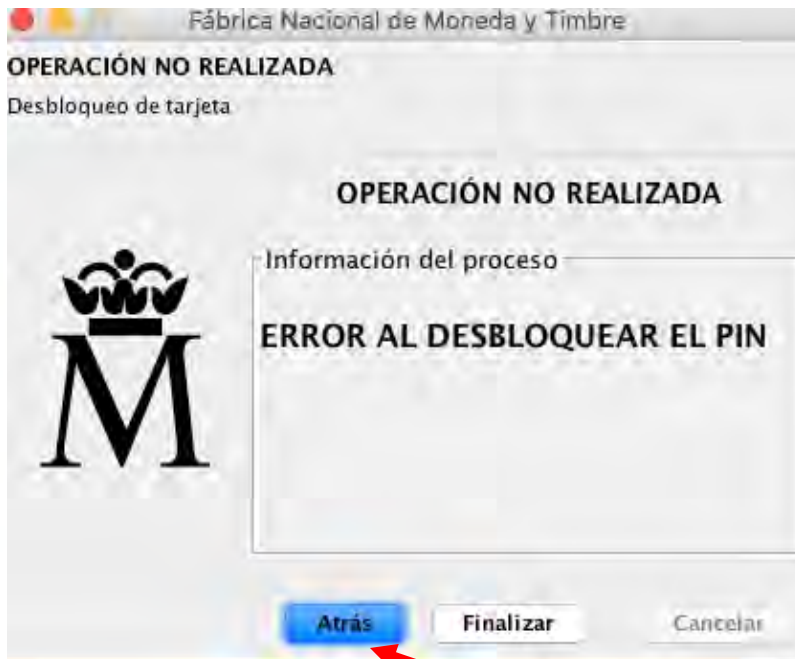 Fábrica Nacional de Moneda y Timbre
OPERACIÓN NO REALIZADA
Desbloqueo de tarjeta
OPERACIÓN NO REALIZADA
Información del proceso
ERROR AL DESBLOQUEAR EL PIN
M
Atrás Finalizar Cancelar